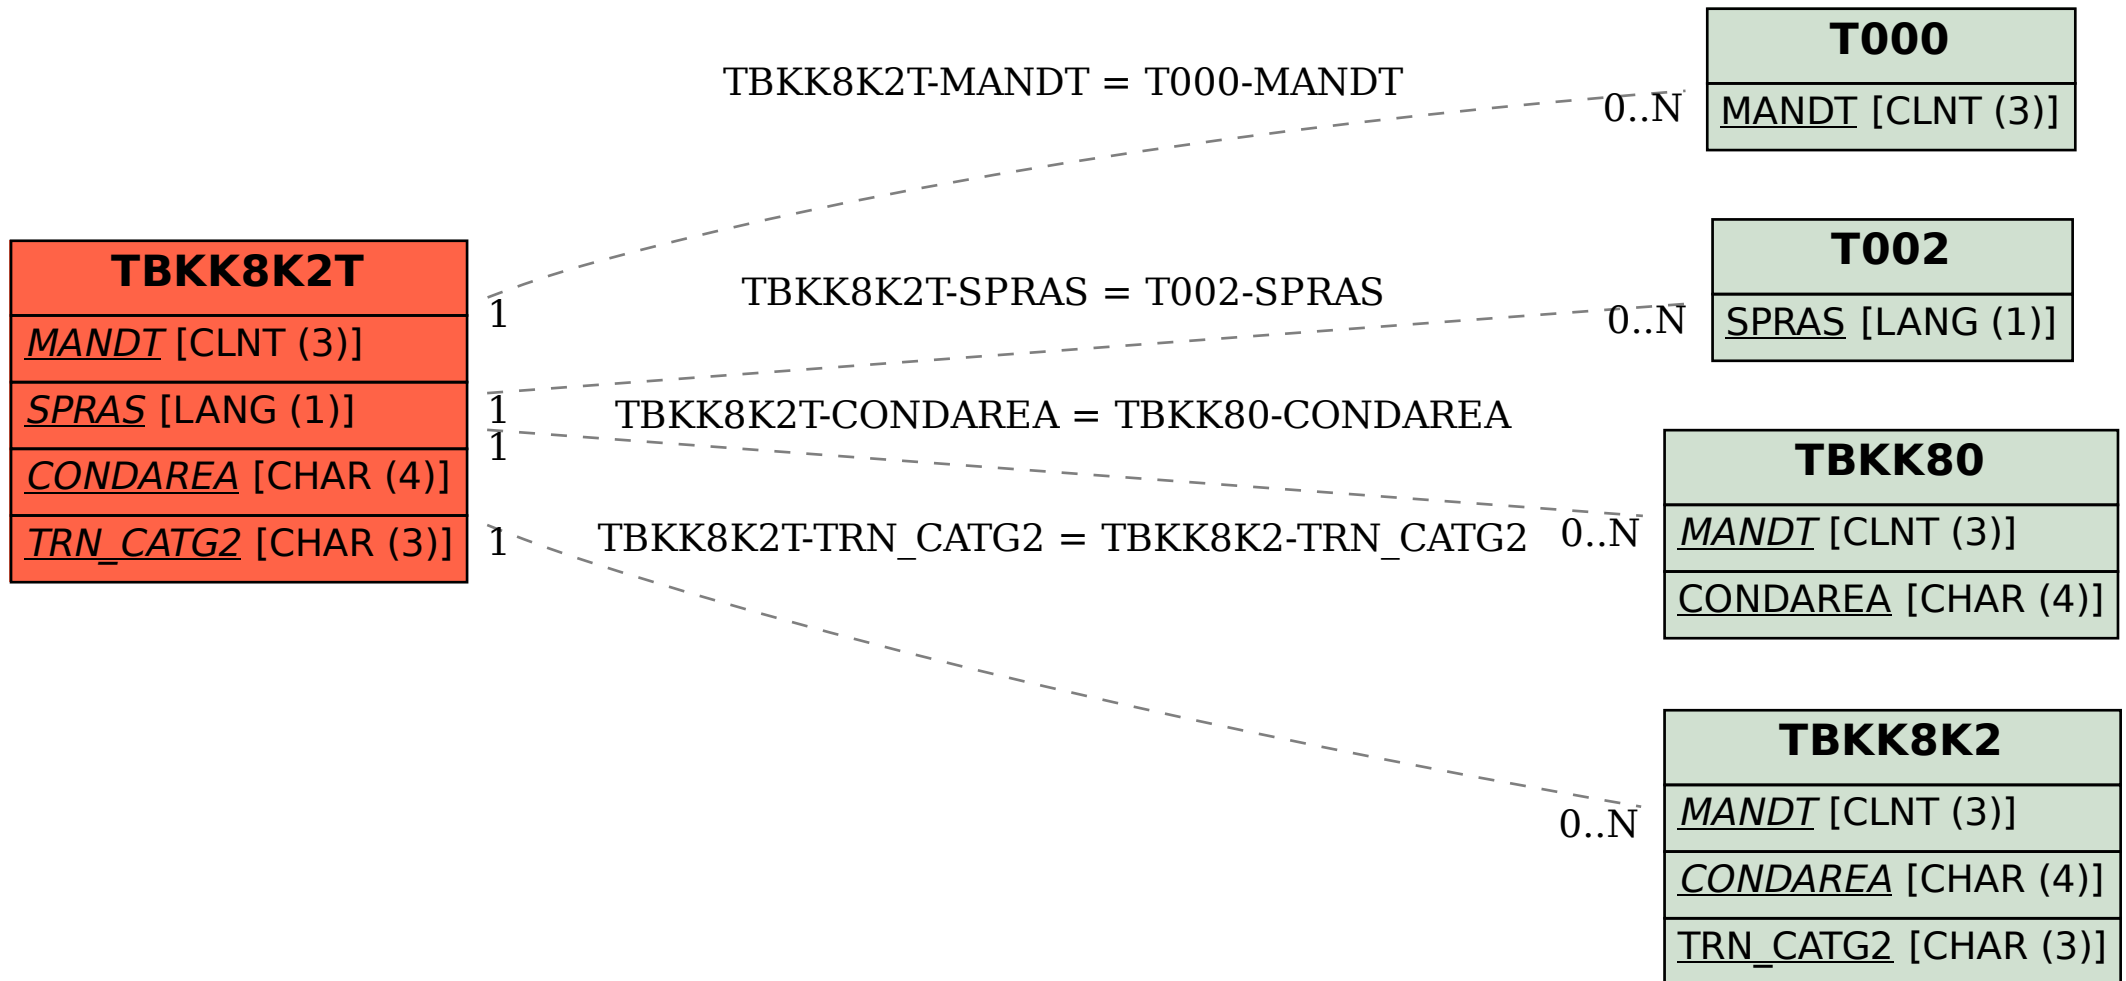 TBKK8K2T
MANDT [CLNT (3)]
SPRAS [LANG (1)]
CONDAREA [CHAR (4)]
TRN_CATG2 [CHAR (3)]
TBKK8K2T-MANDT = T000-MANDT
1
0..N
TBKK8K2T-SPRAS = T002-SPRAS
1
0..N
TBKK8K2T-CONDAREA = TBKK80-CONDAREA
1
0..N
TBKK8K2T-TRN_CATG2 = TBKK8K2-TRN_CATG2
1
0..N
T000
MANDT [CLNT (3)]
T002
SPRAS [LANG (1)]
TBKK80
MANDT [CLNT (3)]
CONDAREA [CHAR (4)]
TBKK8K2
MANDT [CLNT (3)]
CONDAREA [CHAR (4)]
TRN_CATG2 [CHAR (3)]